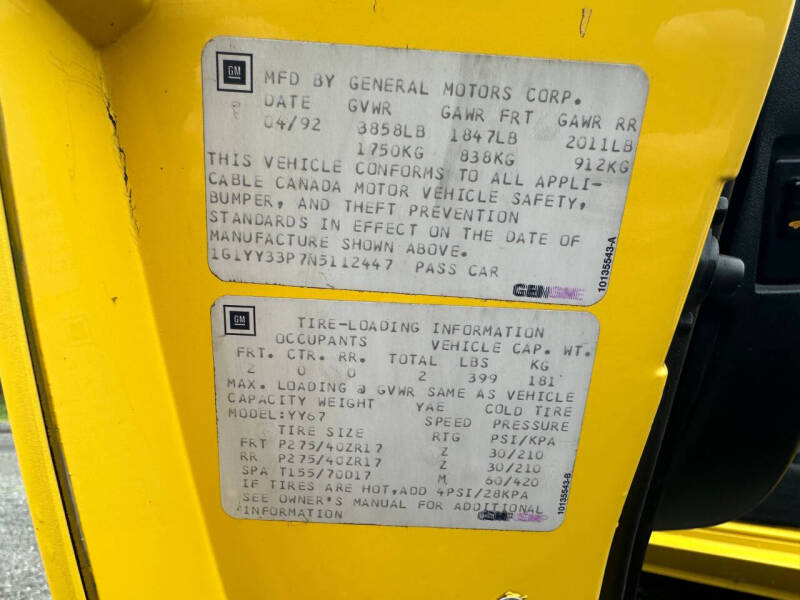 GM
MFD BY GENERAL MOTORS CORP.
DATE GVWR GAWR FRT GAWR RR
04/92 3858LB 1847LB 2011LB
1750KG 838KG 912KG
THIS VEHICLE CONFORMS TO ALL APPLI-
CABLE CANADA MOTOR VEHICLE SAFETY,
BUMPER, AND THEFT PREVENTION
STANDARDS IN EFFECT ON THE DATE OF
MANUFACTURE SHOWN ABOVE.
1G1YY33P7N5112447 PASS CAR
10135543-A
GM
TIRE-LOADING INFORMATION
OCCUPANTS VEHICLE CAP. WT.
FRT. CTR. RR. TOTAL LBS KG
2 0 0 2 399 181
MAX. LOADING @ GVWR SAME AS VEHICLE
CAPACITY WEIGHT YAE COLD TIRE
MODEL:YY67 SPEED PRESSURE
TIRE SIZE RTG PSI/KPA
FRT P275/40ZR17 Z 30/210
RR P275/40ZR17 Z 30/210
SPA T155/70D17 M 60/420
IF TIRES ARE HOT,ADD 4PSI/28KPA
SEE OWNER'S MANUAL FOR ADDITIONAL
INFORMATION
10135543-B